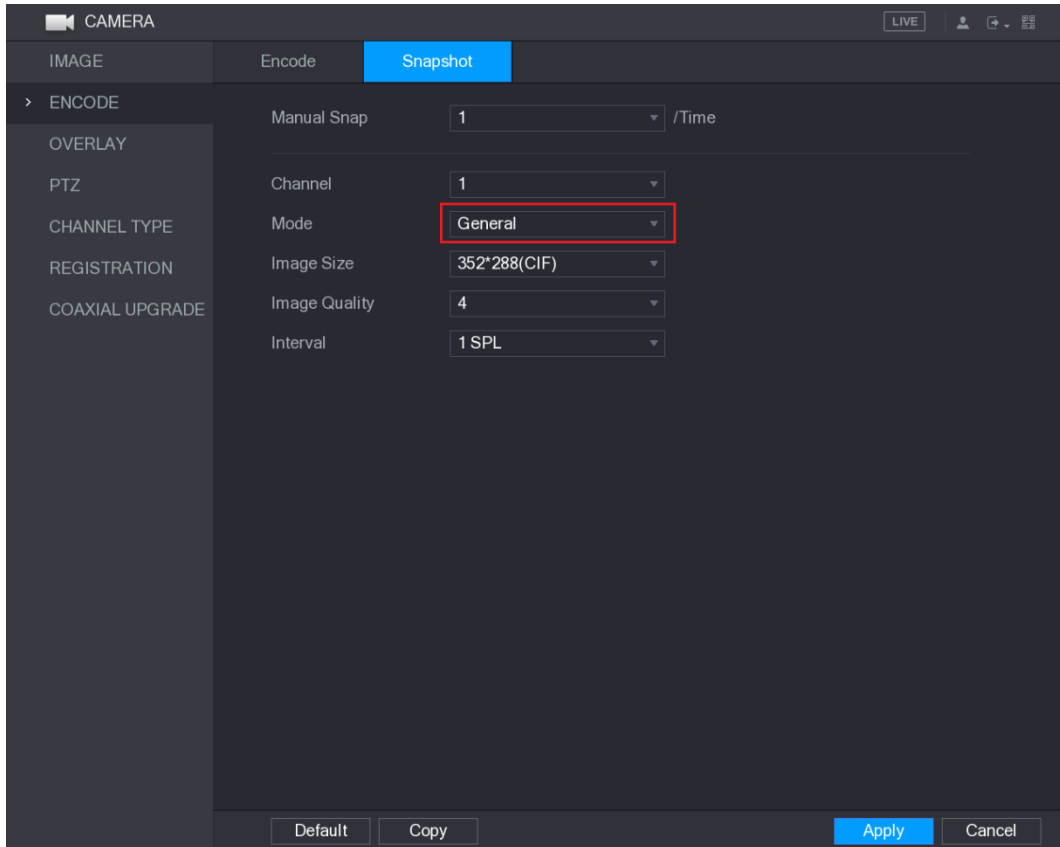 CAMERA
LIVE
IMAGE
Encode
Snapshot
ENCODE
Manual Snap
1
/Time
OVERLAY
PTZ
Channel
1
CHANNEL TYPE
Mode
General
REGISTRATION
Image Size
352*288(CIF)
COAXIAL UPGRADE
Image Quality
4
Interval
1 SPL
Default
Copy
Apply
Cancel